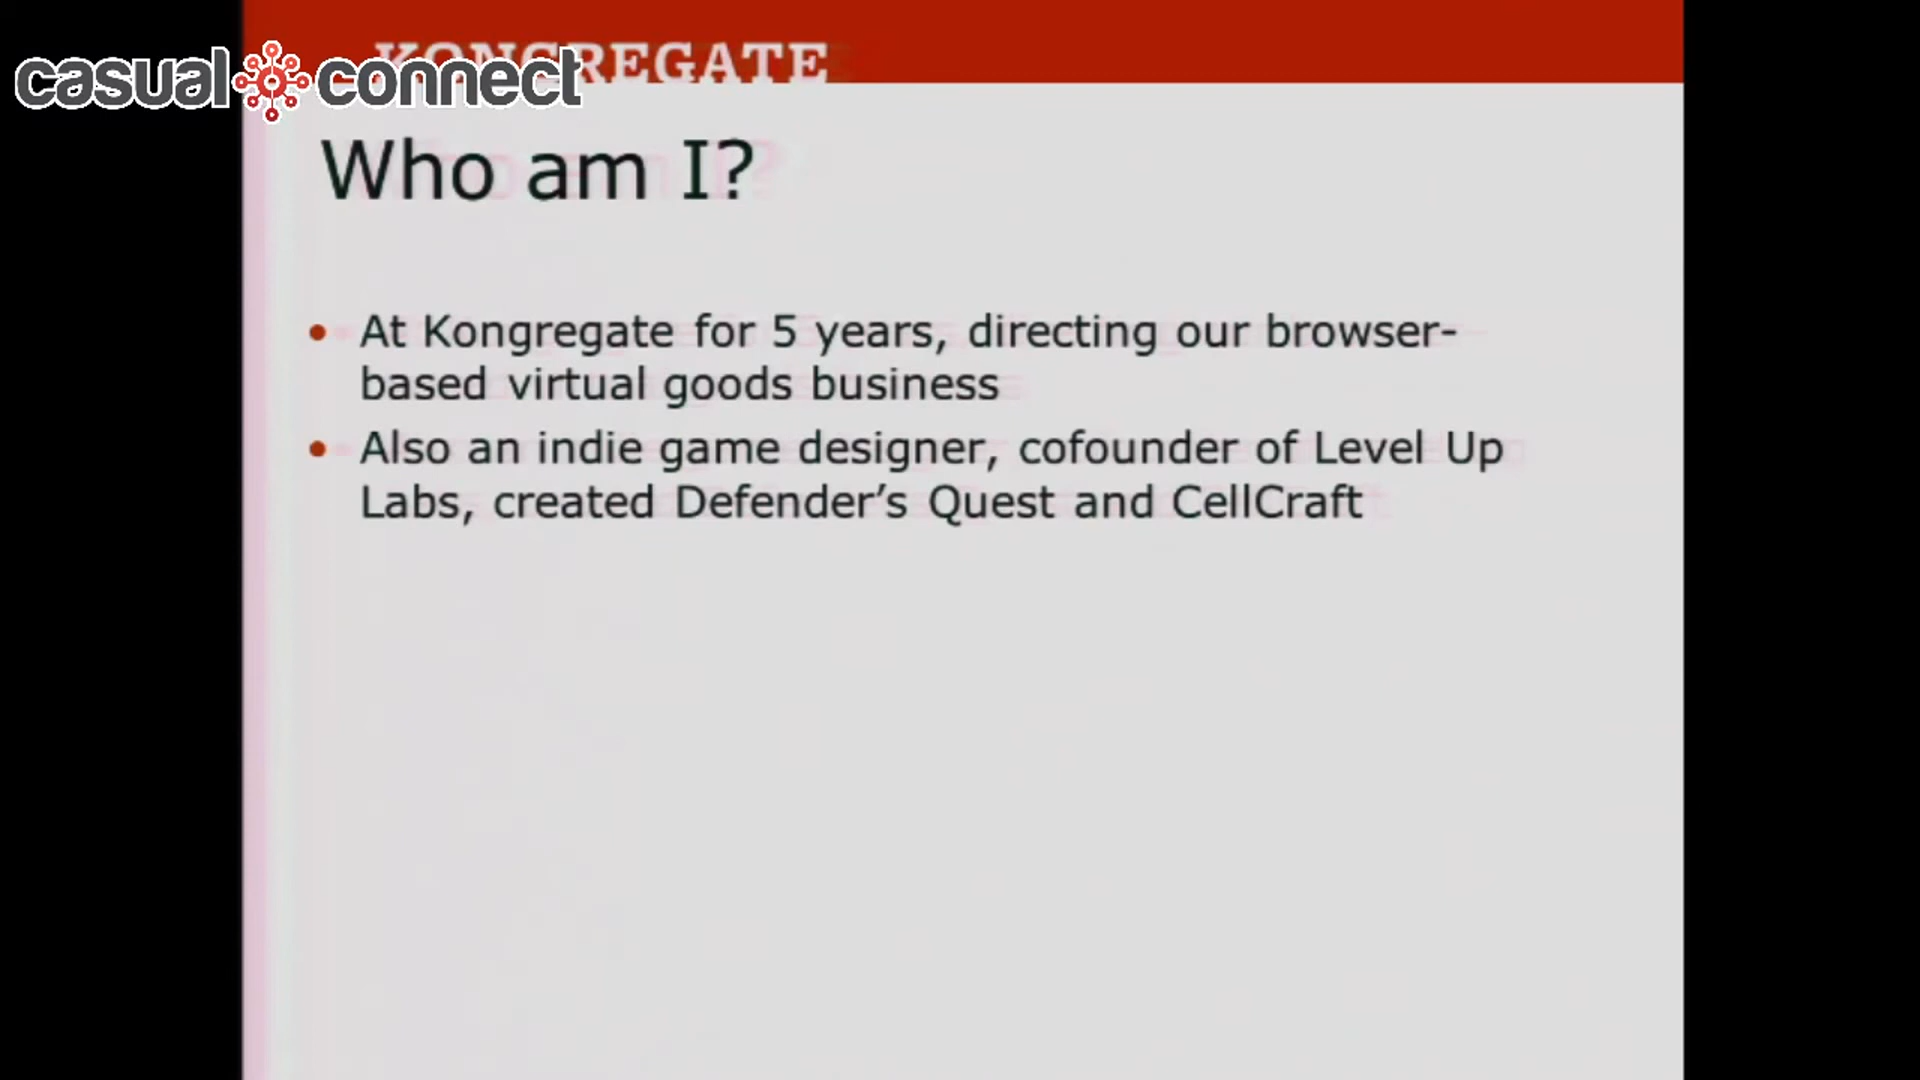 KONGREGATE
casual connect
Who am I?
• At Kongregate for 5 years, directing our browser-
based virtual goods business
• Also an indie game designer, cofounder of Level Up
Labs, created Defender’s Quest and CellCraft